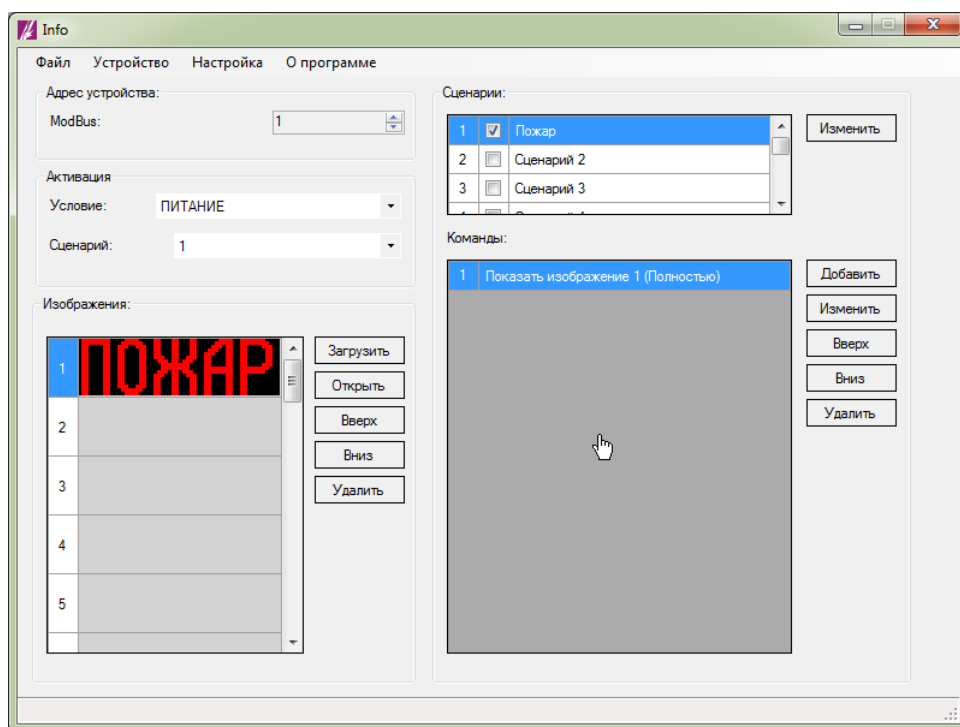 Info
Файл Устройство Настройка О программе
Адрес устройства:
ModBus: 1
Активация
Условие: ПИТАНИЕ
Сценарий: 1
Изображения:
1 ПОЖАР
2
3
4
5
Загрузить
Открыть
Вверх
Вниз
Удалить
Сценарии:
1 Пожар
2 Сценарий 2
3 Сценарий 3
Изменить
Команды:
1 Показать изображение 1 (Полностью)
Добавить
Изменить
Вверх
Вниз
Удалить